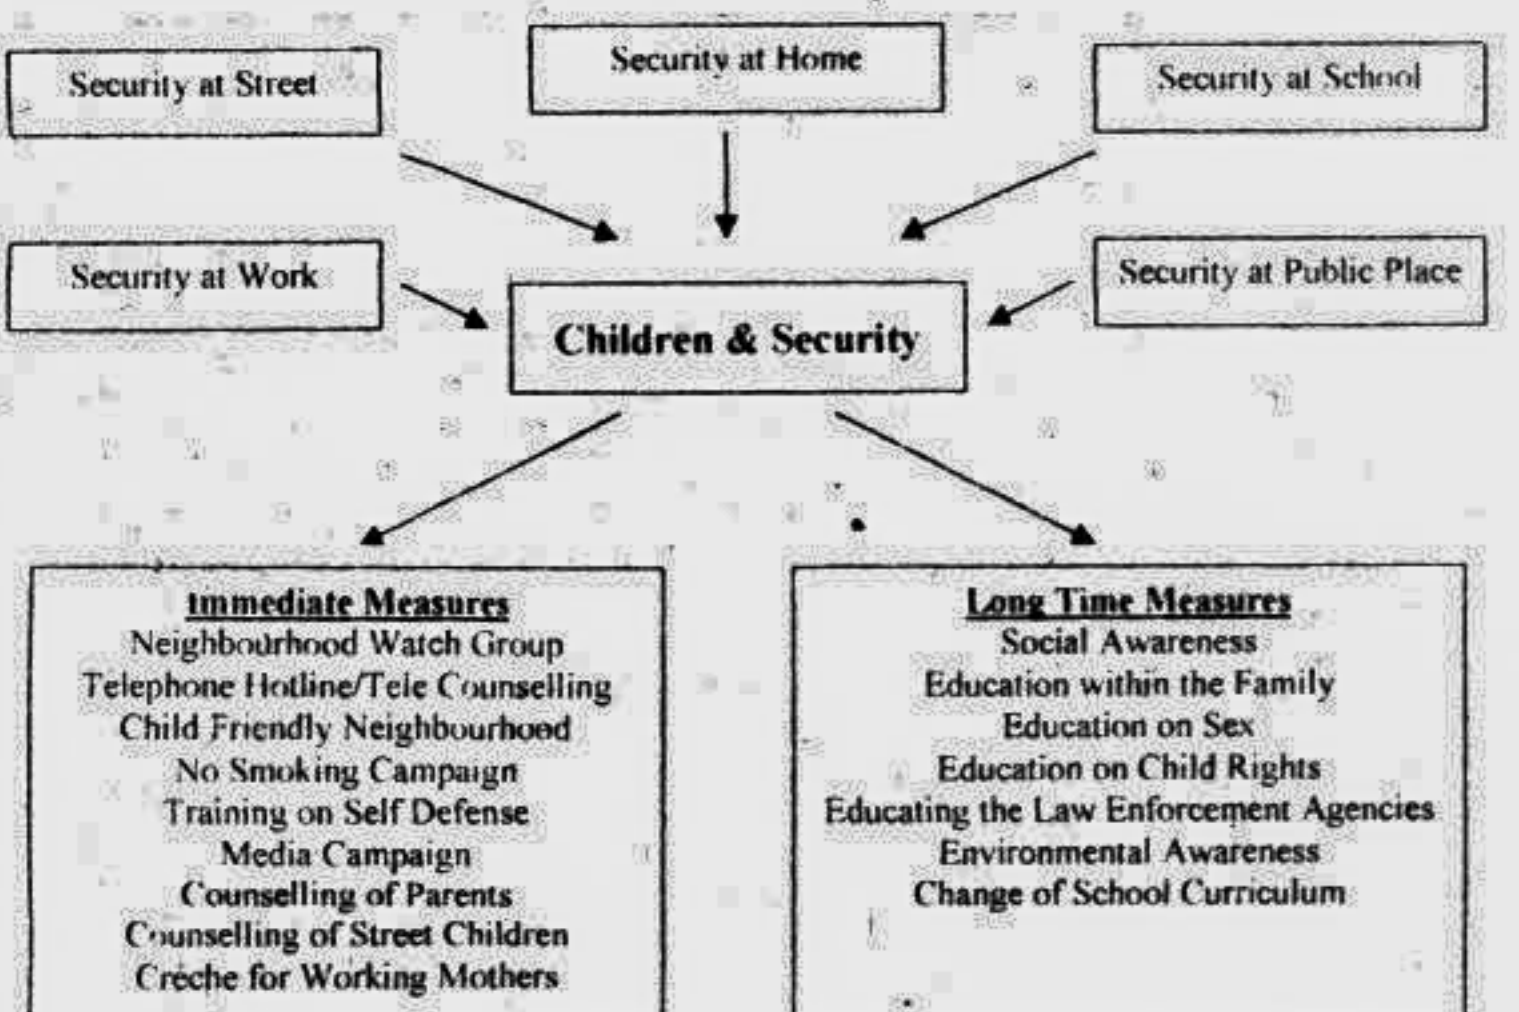 Security at Street
Security at Home
Security at School
Security at Work
Security at Public Place
Children & Security
Immediate Measures
Neighbourhood Watch Group
Telephone Hotline/Tele Counselling
Child Friendly Neighbourhood
No Smoking Campaign
Training on Self Defense
Media Campaign
Counselling of Parents
Counselling of Street Children
Creche for Working Mothers
Long Time Measures
Social Awareness
Education within the Family
Education on Sex
Education on Child Rights
Educating the Law Enforcement Agencies
Environmental Awareness
Change of School Curriculum